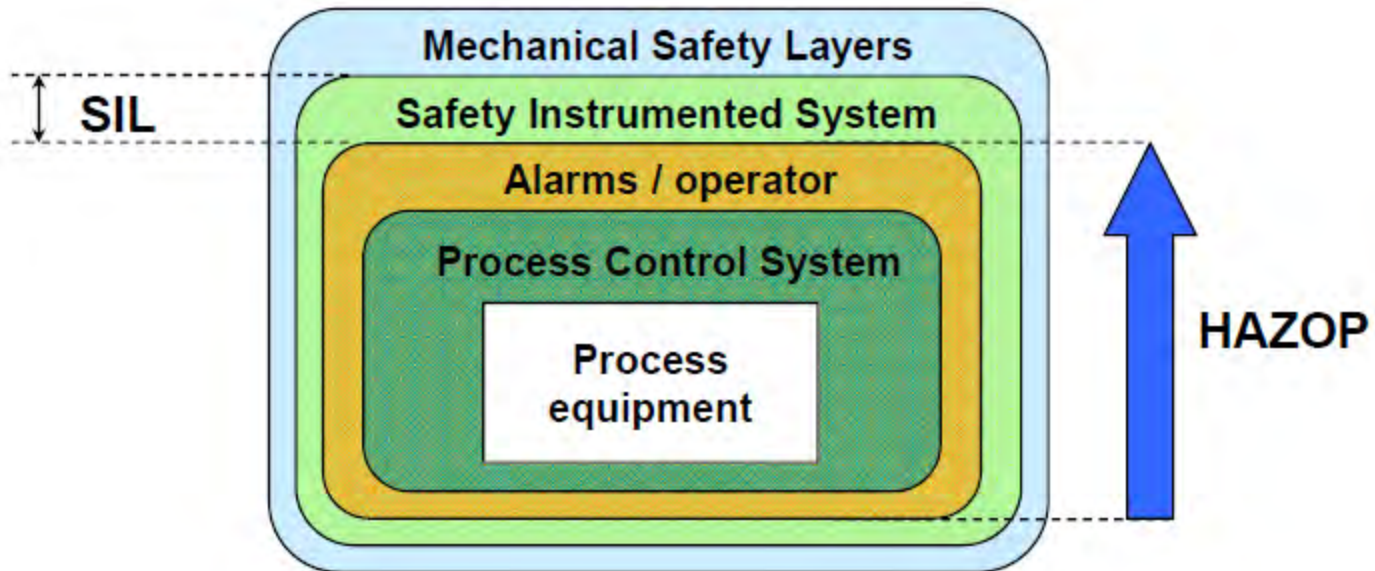 Mechanical Safety Layers
SIL
Safety Instrumented System
Alarms / operator
Process Control System
HAZOP
Process
equipment